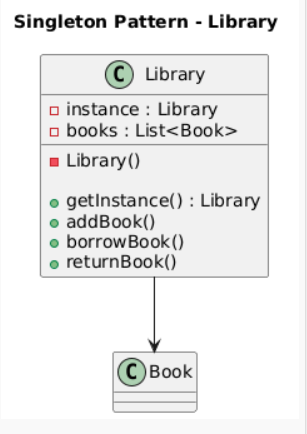 Singleton Pattern - Library
C Library
instance : Library
books : List<Book>
Library()
getInstance() : Library
addBook()
borrowBook()
returnBook()
C Book